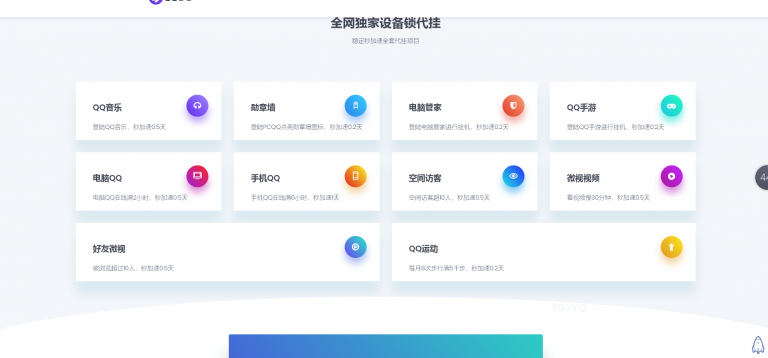 全网独家设备锁代挂
稳定秒加速全套代挂项目
QQ音乐
登陆QQ音乐，秒加速0.5天
勋章墙
登陆PCQQ点亮勋章墙图标，秒加速0.2天
电脑管家
登陆电脑管家进行挂机，秒加速0.2天
QQ手游
登陆QQ手游进行挂机，秒加速0.2天
电脑QQ
电脑QQ在线满2小时，秒加速0.5天
手机QQ
手机QQ在线满6小时，秒加速1天
空间访客
空间访客超10人，秒加速0.5天
微视视频
看视频慢30分钟，秒加速0.5天
好友微视
被浏览超过10人，秒加速0.5天
QQ运动
每月8次步行满5千步，秒加速0.2天